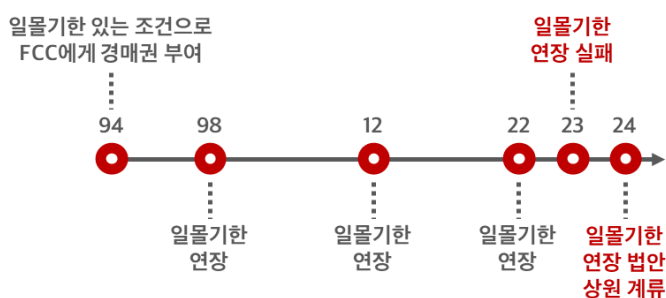 일몰기한 있는 조건으로
FCC에게 경매권 부여
일몰기한
연장 실패
94
98
12
22
23
24
일몰기한
연장
일몰기한
연장
일몰기한
연장
일몰기한
연장 법안
상원 계류